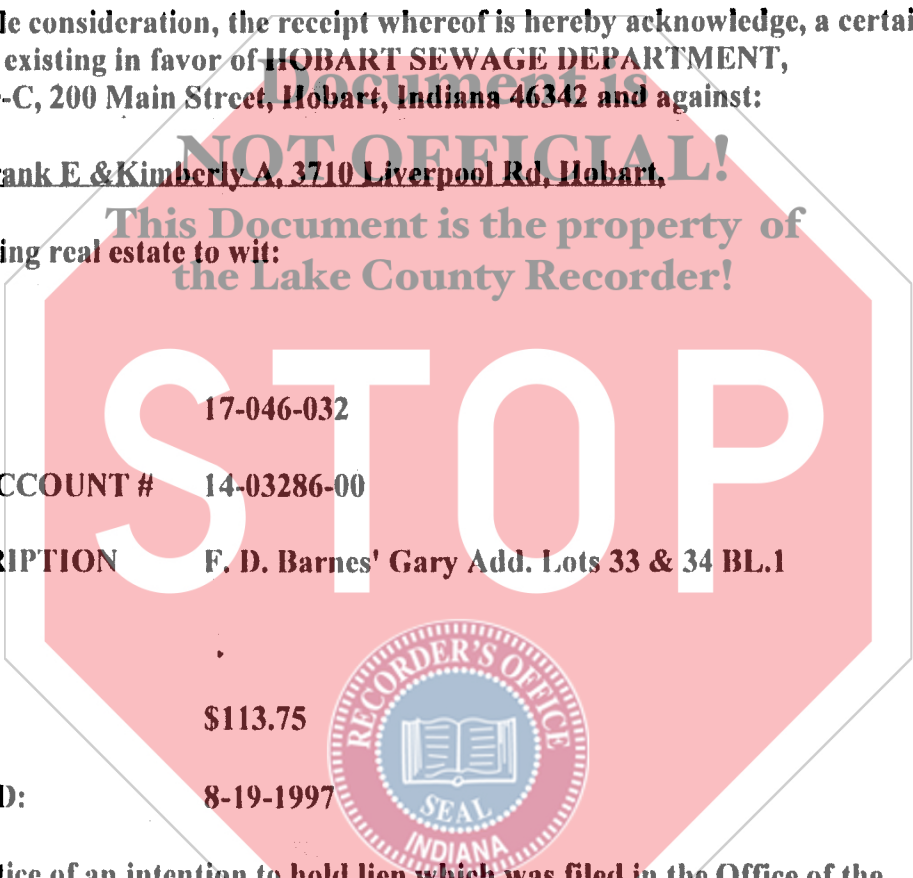 le consideration, the receipt whereof is hereby acknowledge, a certai
existing in favor of HOBART SEWAGE DEPARTMENT,
-C, 200 Main Street, Hobart, Indiana 46342 and against:
Document is
NOT OFFICIAL!
ank E &Kimberly A, 3710 Liverpool Rd, Hobart,
This Document is the property of
ing real estate to wit:
the Lake County Recorder!
STOP
17-046-032
CCOUNT # 14-03286-00
RIPTION F. D. Barnes' Gary Add. Lots 33 & 34 BL.1
RECORDER'S OFFICE
$113.75
D: 8-19-1997
SEAL
INDIANA
tice of an intention to hold lien which was filed in the Office of the